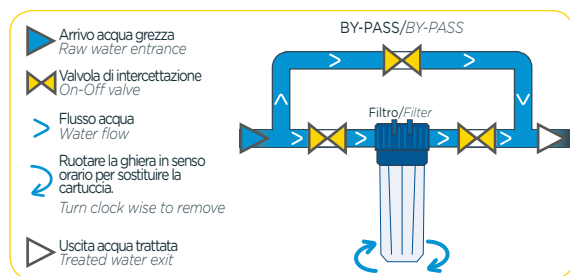 Arrivo acqua grezza
Raw water entrance
Valvola di intercettazione
On-Off valve
Flusso acqua
Water flow
Ruotare la ghiera in senso
orario per sostituire la
cartuccia.
Turn clock wise to remove
Uscita acqua trattata
Treated water exit
BY-PASS/BY-PASS
Filtro/Filter